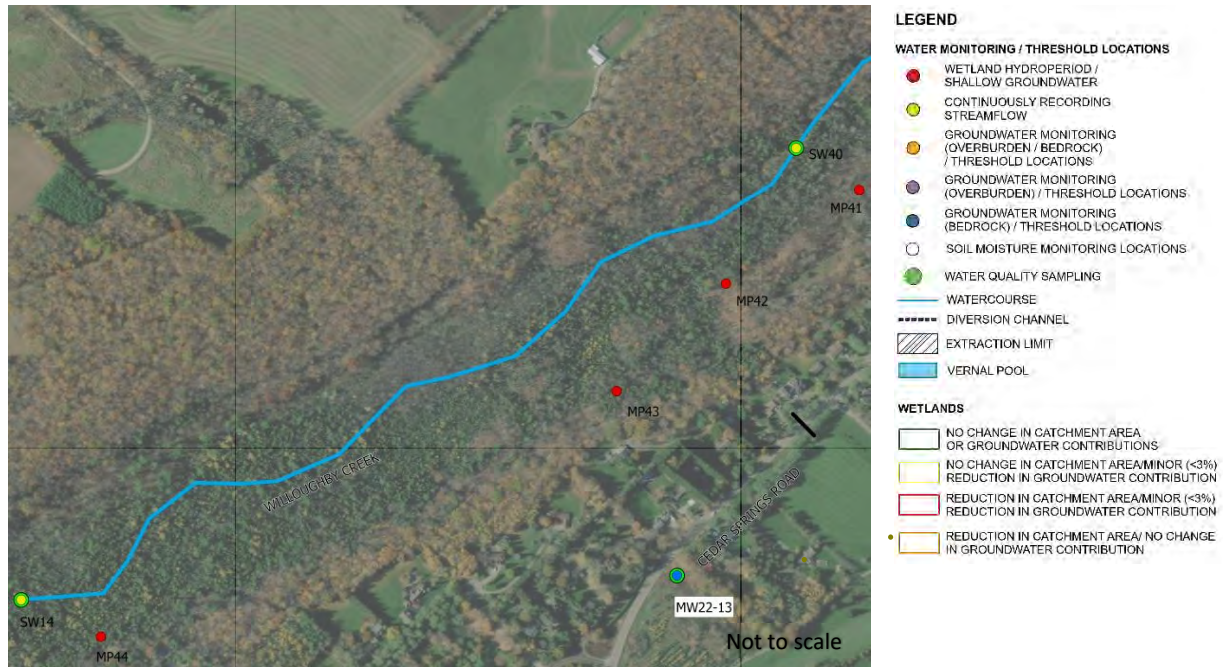 SW40
MP41
MP42
MP43
WILLOUGHBY CREEK
CEDAR SPRINGS ROAD
MW22-13
SW14
MP44
Not to scale
LEGEND
WATER MONITORING / THRESHOLD LOCATIONS
WETLAND HYDROPERIOD /
SHALLOW GROUNDWATER
CONTINUOUSLY RECORDING
STREAMFLOW
GROUNDWATER MONITORING
(OVERBURDEN / BEDROCK)
/ THRESHOLD LOCATIONS
GROUNDWATER MONITORING
(OVERBURDEN) / THRESHOLD LOCATIONS
GROUNDWATER MONITORING
(BEDROCK) / THRESHOLD LOCATIONS
SOIL MOISTURE MONITORING LOCATIONS
WATER QUALITY SAMPLING
WATERCOURSE
DIVERSION CHANNEL
EXTRACTION LIMIT
VERNAL POOL
WETLANDS
NO CHANGE IN CATCHMENT AREA
OR GROUNDWATER CONTRIBUTIONS
NO CHANGE IN CATCHMENT AREA/MINOR (<3%)
REDUCTION IN GROUNDWATER CONTRIBUTION
REDUCTION IN CATCHMENT AREA/MINOR (<3%)
REDUCTION IN GROUNDWATER CONTRIBUTION
REDUCTION IN CATCHMENT AREA/ NO CHANGE
IN GROUNDWATER CONTRIBUTION